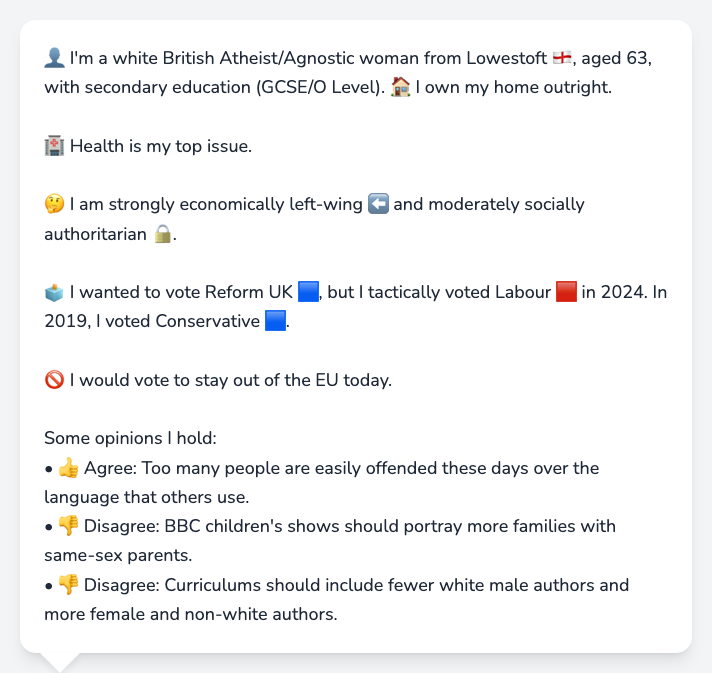 👤 I'm a white British Atheist/Agnostic woman from Lowestoft 🏴󠁧󠁢󠁥󠁮󠁧󠁿, aged 63,
with secondary education (GCSE/O Level). 🏠 I own my home outright.
🏥 Health is my top issue.
🤔 I am strongly economically left-wing ⬅️ and moderately socially
authoritarian 🔒.
🗳️ I wanted to vote Reform UK 🟦, but I tactically voted Labour 🟥 in 2024. In
2019, I voted Conservative 🟦.
🚫 I would vote to stay out of the EU today.
Some opinions I hold:
• 👍 Agree: Too many people are easily offended these days over the
language that others use.
• 👎 Disagree: BBC children's shows should portray more families with
same-sex parents.
• 👎 Disagree: Curriculums should include fewer white male authors and
more female and non-white authors.